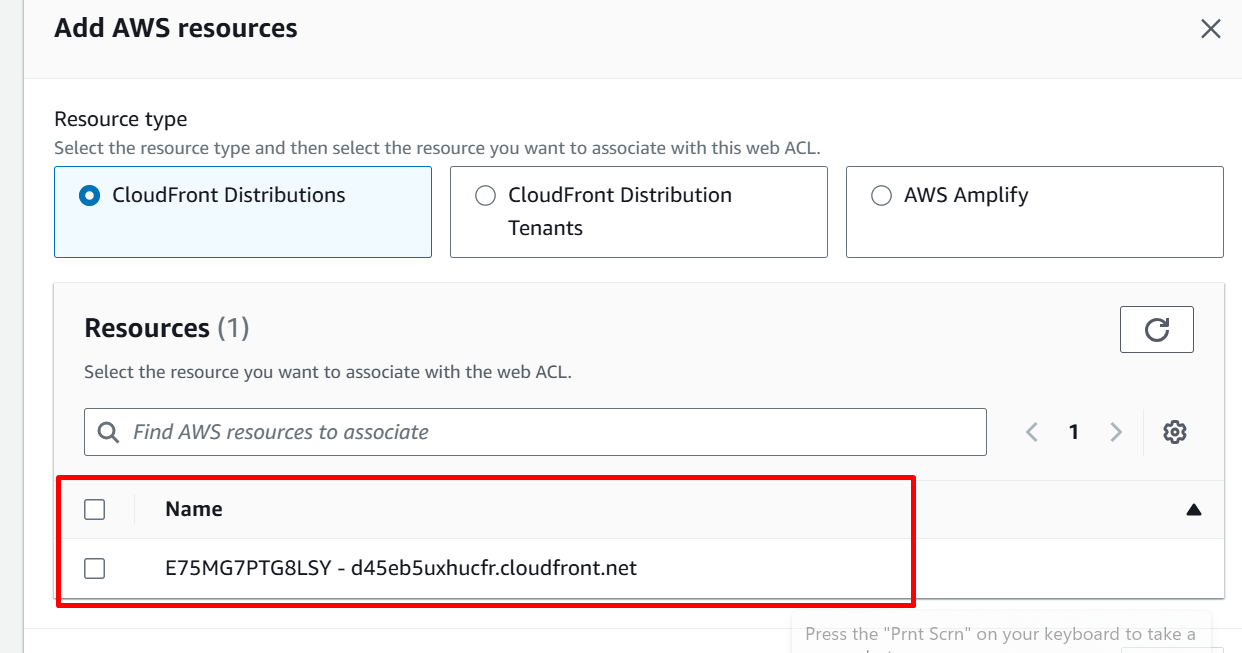 Add AWS resources
Resource type
Select the resource type and then select the resource you want to associate with this web ACL.
CloudFront Distributions
CloudFront Distribution
Tenants
AWS Amplify
Resources (1)
Select the resource you want to associate with the web ACL.
Find AWS resources to associate
1
Name
E75MG7PTG8LSY - d45eb5uxhucfr.cloudfront.net
Press the "Prnt Scrn" on your keyboard to take a